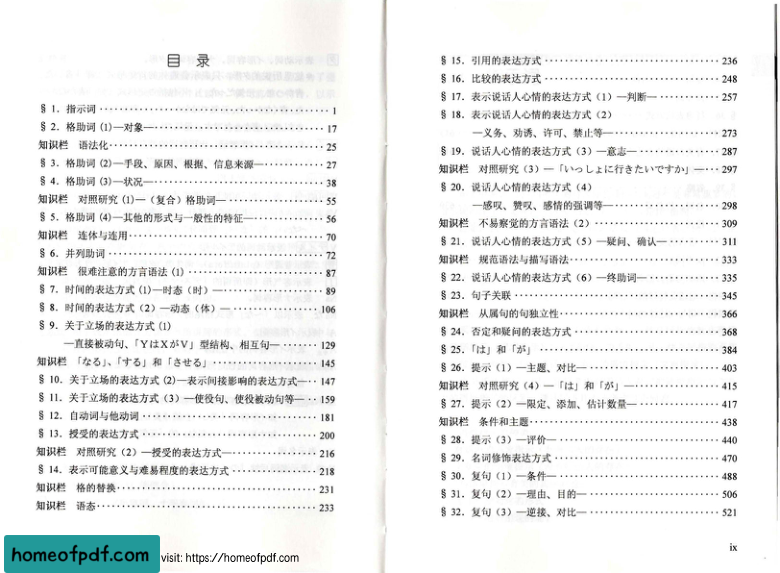 目 录
§ 1. 指示词 ················ 1
§ 2. 格助词 (1)—对象— ················ 17
知识栏 语法化 ················ 25
§ 3. 格助词 (2)—手段、原因、根据、信息来源— ················ 27
§ 4. 格助词 (3)—状况— ················ 38
知识栏 对照研究 (1)—(复合) 格助词— ················ 55
§ 5. 格助词 (4)—其他的形式与一般性的特征— ················ 56
知识栏 连体与连用 ················ 70
§ 6. 并列助词 ················ 72
知识栏 很难注意的方言语法 (1) ················ 87
§ 7. 时间的表达方式 (1)—时态 (时) ················ 89
§ 8. 时间的表达方式 (2) —动态 (体) — ················ 106
§ 9. 关于立场的表达方式 (1)
—直接被动句、「YはXがV」型结构、相互句— ······· 129
知识栏 「なる」、「する」和「させる」 ················ 145
§ 10. 关于立场的表达方式 (2)—表示间接影响的表达方式— ·· 147
§ 11. 关于立场的表达方式 (3) —使役句、使役被动句等— ·· 159
§ 12. 自动词与他动词 ················ 181
§ 13. 授受的表达方式 ················ 200
知识栏 对照研究 (2) —授受的表达方式— ················ 216
§ 14. 表示可能意义与难易程度的表达方式 ················ 218
知识栏 格的替换 ················ 231
知识栏 语态 ················ 233
§ 15. 引用的表达方式 ················ 236
§ 16. 比较的表达方式 ················ 248
§ 17. 表示说话人心情的表达方式 (1) —判断— ················ 257
§ 18. 表示说话人心情的表达方式 (2)
—义务、劝诱、许可、禁止等— ················ 273
§ 19. 说话人心情的表达方式 (3) —意志— ················ 287
知识栏 对照研究 (3) —「いっしょに行きたいですか」— ··· 297
§ 20. 说话人心情的表达方式 (4)
—感叹、赞叹、感情的强调等— ················ 298
知识栏 不易察觉的方言语法 (2) ················ 309
§ 21. 说话人心情的表达方式 (5) —疑问、确认— ················ 311
知识栏 规范语法与描写语法 ················ 333
§ 22. 说话人心情的表达方式 (6) —终助词— ················ 335
§ 23. 句子关联 ················ 345
知识栏 从属句的句独立性 ················ 366
§ 24. 否定和疑问的表达方式 ················ 368
§ 25. 「は」和「が」 ················ 384
§ 26. 提示 (1) —主题、对比— ················ 403
知识栏 对照研究 (4) —「は」和「が」— ················ 415
§ 27. 提示 (2) —限定、添加、估计数量— ················ 417
知识栏 条件和主题 ················ 438
§ 28. 提示 (3) —评价— ················ 440
§ 29. 名词修饰表达方式 ················ 470
§ 30. 复句 (1) —条件— ················ 488
§ 31. 复句 (2) —理由、目的— ················ 506
§ 32. 复句 (3) —逆接、对比— ················ 521
ix
homeofpdf.com
visit: https://homeofpdf.com